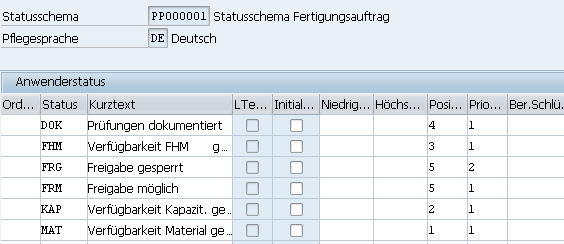 Statusschema PP000001 Statusschema Fertigungsauftrag
Pflegesprache DE Deutsch
Anwenderstatus
Ord... Status Kurztext LTe... Initial... Niedrig... Höchs... Posi... Prio... Ber.Schlü...
DOK Prüfungen dokumentiert 4 1
FHM Verfügbarkeit FHM g... 3 1
FRG Freigabe gesperrt 5 2
FRM Freigabe möglich 5 1
KAP Verfügbarkeit Kapazit. ge... 2 1
MAT Verfügbarkeit Material ge... 1 1